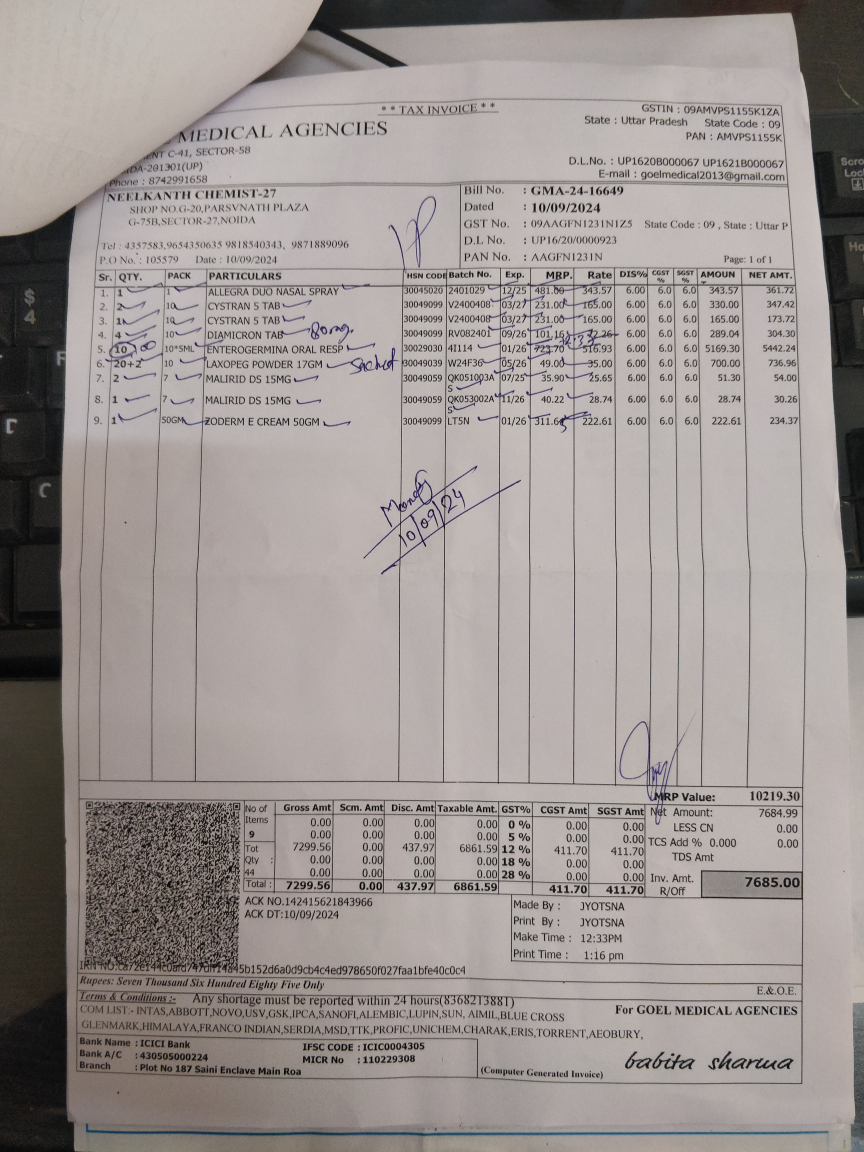 * * TAX INVOICE * *
GSTIN : 09AMVPS1155K1ZA
State : Uttar Pradesh State Code : 09
PAN : AMVPS1155K
MEDICAL AGENCIES
C-41, SECTOR-58
-201301(UP)
Phone : 8742991658
D.L.No. : UP1620B000067 UP1621B000067
E-mail : goelmedical2013@gmail.com
NEELKANTH CHEMIST-27
SHOP NO.G-20,PARSVNATH PLAZA
G-75B,SECTOR-27,NOIDA
Tel : 4357583,9654350635 9818540343, 9871889096
P.O No. : 105579 Date : 10/09/2024
Bill No. : GMA-24-16649
Dated : 10/09/2024
GST No. : 09AAGFN1231N1Z5 State Code : 09 , State : Uttar P
D.L No. : UP16/20/0000923
PAN No. : AAGFN1231N Page: 1 of 1
Sr. QTY. PACK PARTICULARS HSN CODE Batch No. Exp. MRP. Rate DIS% CGST % SGST % AMOUN NET AMT.
1. 1 1 ALLEGRA DUO NASAL SPRAY 30045020 2401029 12/25 481.00 343.57 6.00 6.0 6.0 343.57 361.72
2. 2 10 CYSTRAN 5 TAB 30049099 V2400408 03/27 231.00 165.00 6.00 6.0 6.0 330.00 347.42
3. 1 10 CYSTRAN 5 TAB 30049099 V2400408 03/27 231.00 165.00 6.00 6.0 6.0 165.00 173.72
4. 4 10 DIAMICRON TAB 80mg. 30049099 RV082401 09/26 101.16 72.26 6.00 6.0 6.0 289.04 304.30
5. 10 10*5ML ENTEROGERMINA ORAL RESP 30029030 4I114 01/26 723.70 516.93 6.00 6.0 6.0 5169.30 5442.24
6. 20+2 10 LAXOPEG POWDER 17GM Sachet 30049039 W24F36 05/26 49.00 35.00 6.00 6.0 6.0 700.00 736.96
7. 2 7 MALIRID DS 15MG 30049059 QK051003A 07/25 35.90 25.65 6.00 6.0 6.0 51.30 54.00
S
8. 1 7 MALIRID DS 15MG 30049059 QK053002A 11/26 40.22 28.74 6.00 6.0 6.0 28.74 30.26
S
9. 1 50GM ZODERM E CREAM 50GM 30049099 LT5N 01/26 311.6 222.61 6.00 6.0 6.0 222.61 234.37
10/09/24
MRP Value: 10219.30
No of Items 9 Tot Qty : 44
Gross Amt Scm. Amt Disc. Amt Taxable Amt. GST% CGST Amt SGST Amt
0.00 0.00 0.00 0.00 0 % 0.00 0.00
0.00 0.00 0.00 0.00 5 % 0.00 0.00
7299.56 0.00 437.97 6861.59 12 % 411.70 411.70
0.00 0.00 0.00 0.00 18 % 0.00 0.00
0.00 0.00 0.00 0.00 28 % 0.00 0.00
Total : 7299.56 0.00 437.97 6861.59 411.70 411.70
Net Amount: 7684.99
LESS CN 0.00
TCS Add % 0.000 0.00
TDS Amt
Inv. Amt. 7685.00
R/Off
ACK NO.142415621843966
ACK DT:10/09/2024
Made By : JYOTSNA
Print By : JYOTSNA
Make Time : 12:33PM
Print Time : 1:16 pm
Rupees: Seven Thousand Six Hundred Eighty Five Only
E.&.O.E.
Terms & Conditions :- Any shortage must be reported within 24 hours(8368213881)
COM LIST:- INTAS,ABBOTT,NOVO,USV,GSK,IPCA,SANOFI,ALEMBIC,LUPIN,SUN, AIMIL,BLUE CROSS
GLENMARK,HIMALAYA,FRANCO INDIAN,SERDIA,MSD,TTK,PROFIC,UNICHEM,CHARAK,ERIS,TORRENT,AEOBURY,
For GOEL MEDICAL AGENCIES
Bank Name : ICICI Bank IFSC CODE : ICIC0004305
Bank A/C : 430505000224 MICR No : 110229308
Branch : Plot No 187 Saini Enclave Main Roa
(Computer Generated Invoice)
babita sharma